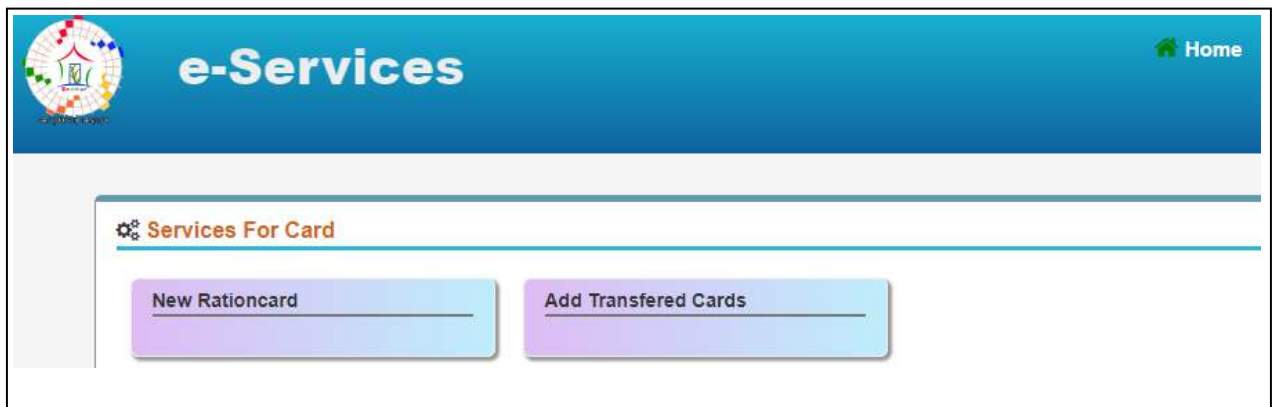 e-Services
Home
Services For Card
New Rationcard
Add Transfered Cards